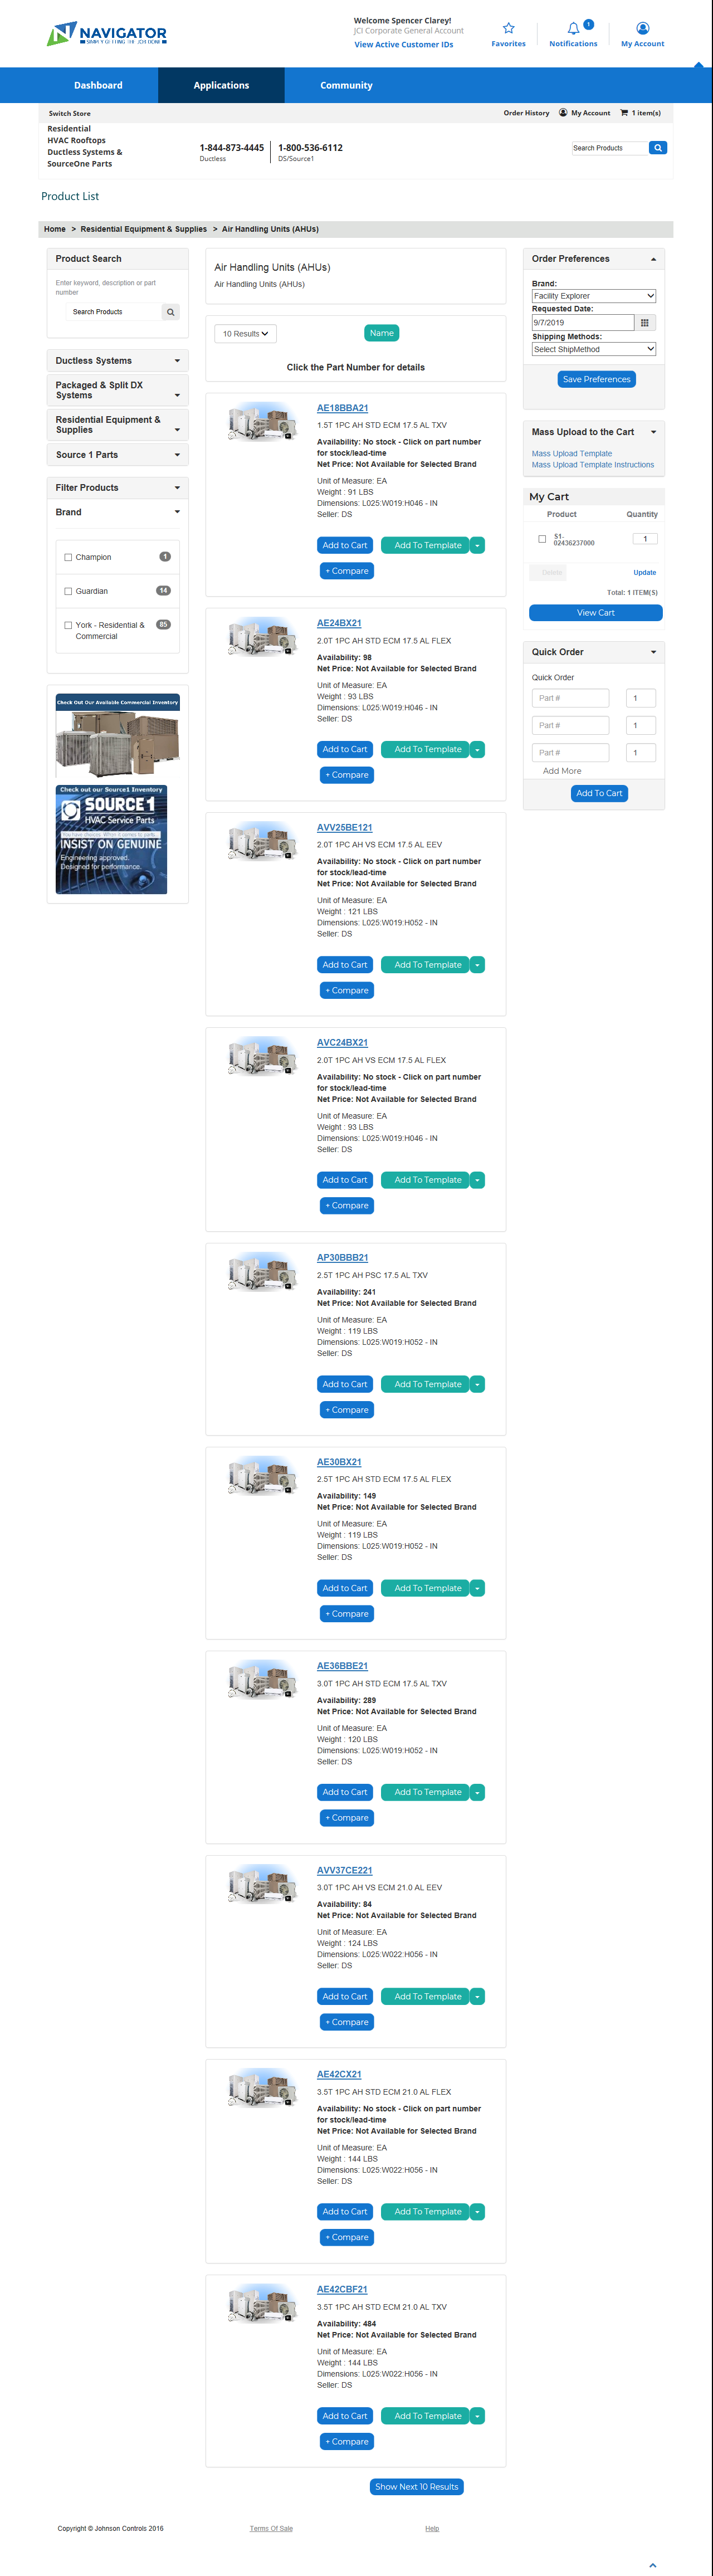 NAVIGATOR
SIMPLY GETTING THE JOB DONE
Welcome Spencer Clarey!
JCI Corporate General Account
View Active Customer IDs
Favorites
1
Notifications
My Account
Dashboard
Applications
Community
Switch Store
Order History
My Account
1 item(s)
Residential
HVAC Rooftops
Ductless Systems &
SourceOne Parts
1-844-873-4445
Ductless
1-800-536-6112
DS/Source1
Search Products
Product List
Home > Residential Equipment & Supplies > Air Handling Units (AHUs)
Product Search
Enter keyword, description or part
number
Search Products
Ductless Systems
Packaged & Split DX
Systems
Residential Equipment &
Supplies
Source 1 Parts
Filter Products
Brand
Champion 1
Guardian 14
York - Residential & 85
Commercial
Check Out Our Available Commercial Inventory
Check out our Source1 Inventory
SOURCE1
HVAC Service Parts
INSIST ON GENUINE
Engineering approved.
Designed for performance.
Air Handling Units (AHUs)
Air Handling Units (AHUs)
10 Results
Name
Click the Part Number for details
AE18BBA21
1.5T 1PC AH STD ECM 17.5 AL TXV
Availability: No stock - Click on part number
for stock/lead-time
Net Price: Not Available for Selected Brand
Unit of Measure: EA
Weight : 91 LBS
Dimensions: L025:W019:H046 - IN
Seller: DS
Add to Cart
Add To Template
+ Compare
AE24BX21
2.0T 1PC AH STD ECM 17.5 AL FLEX
Availability: 98
Net Price: Not Available for Selected Brand
Unit of Measure: EA
Weight : 93 LBS
Dimensions: L025:W019:H046 - IN
Seller: DS
Add to Cart
Add To Template
+ Compare
AVV25BE121
2.0T 1PC AH VS ECM 17.5 AL EEV
Availability: No stock - Click on part number
for stock/lead-time
Net Price: Not Available for Selected Brand
Unit of Measure: EA
Weight : 121 LBS
Dimensions: L025:W019:H052 - IN
Seller: DS
Add to Cart
Add To Template
+ Compare
AVC24BX21
2.0T 1PC AH VS ECM 17.5 AL FLEX
Availability: No stock - Click on part number
for stock/lead-time
Net Price: Not Available for Selected Brand
Unit of Measure: EA
Weight : 93 LBS
Dimensions: L025:W019:H046 - IN
Seller: DS
Add to Cart
Add To Template
+ Compare
AP30BBB21
2.5T 1PC AH PSC 17.5 AL TXV
Availability: 241
Net Price: Not Available for Selected Brand
Unit of Measure: EA
Weight : 119 LBS
Dimensions: L025:W019:H052 - IN
Seller: DS
Add to Cart
Add To Template
+ Compare
AE30BX21
2.5T 1PC AH STD ECM 17.5 AL FLEX
Availability: 149
Net Price: Not Available for Selected Brand
Unit of Measure: EA
Weight : 119 LBS
Dimensions: L025:W019:H052 - IN
Seller: DS
Add to Cart
Add To Template
+ Compare
AE36BBE21
3.0T 1PC AH STD ECM 17.5 AL TXV
Availability: 289
Net Price: Not Available for Selected Brand
Unit of Measure: EA
Weight : 120 LBS
Dimensions: L025:W019:H052 - IN
Seller: DS
Add to Cart
Add To Template
+ Compare
AVV37CE221
3.0T 1PC AH VS ECM 21.0 AL EEV
Availability: 84
Net Price: Not Available for Selected Brand
Unit of Measure: EA
Weight : 124 LBS
Dimensions: L025:W022:H056 - IN
Seller: DS
Add to Cart
Add To Template
+ Compare
AE42CX21
3.5T 1PC AH STD ECM 21.0 AL FLEX
Availability: No stock - Click on part number
for stock/lead-time
Net Price: Not Available for Selected Brand
Unit of Measure: EA
Weight : 144 LBS
Dimensions: L025:W022:H056 - IN
Seller: DS
Add to Cart
Add To Template
+ Compare
AE42CBF21
3.5T 1PC AH STD ECM 21.0 AL TXV
Availability: 484
Net Price: Not Available for Selected Brand
Unit of Measure: EA
Weight : 144 LBS
Dimensions: L025:W022:H056 - IN
Seller: DS
Add to Cart
Add To Template
+ Compare
Show Next 10 Results
Order Preferences
Brand:
Facility Explorer
Requested Date:
9/7/2019
Shipping Methods:
Select ShipMethod
Save Preferences
Mass Upload to the Cart
Mass Upload Template
Mass Upload Template Instructions
My Cart
Product Quantity
S1-
02436237000
1
Delete
Update
Total: 1 ITEM(S)
View Cart
Quick Order
Quick Order
Part # 1
Part # 1
Part # 1
Add More
Add To Cart
Copyright © Johnson Controls 2016
Terms Of Sale
Help